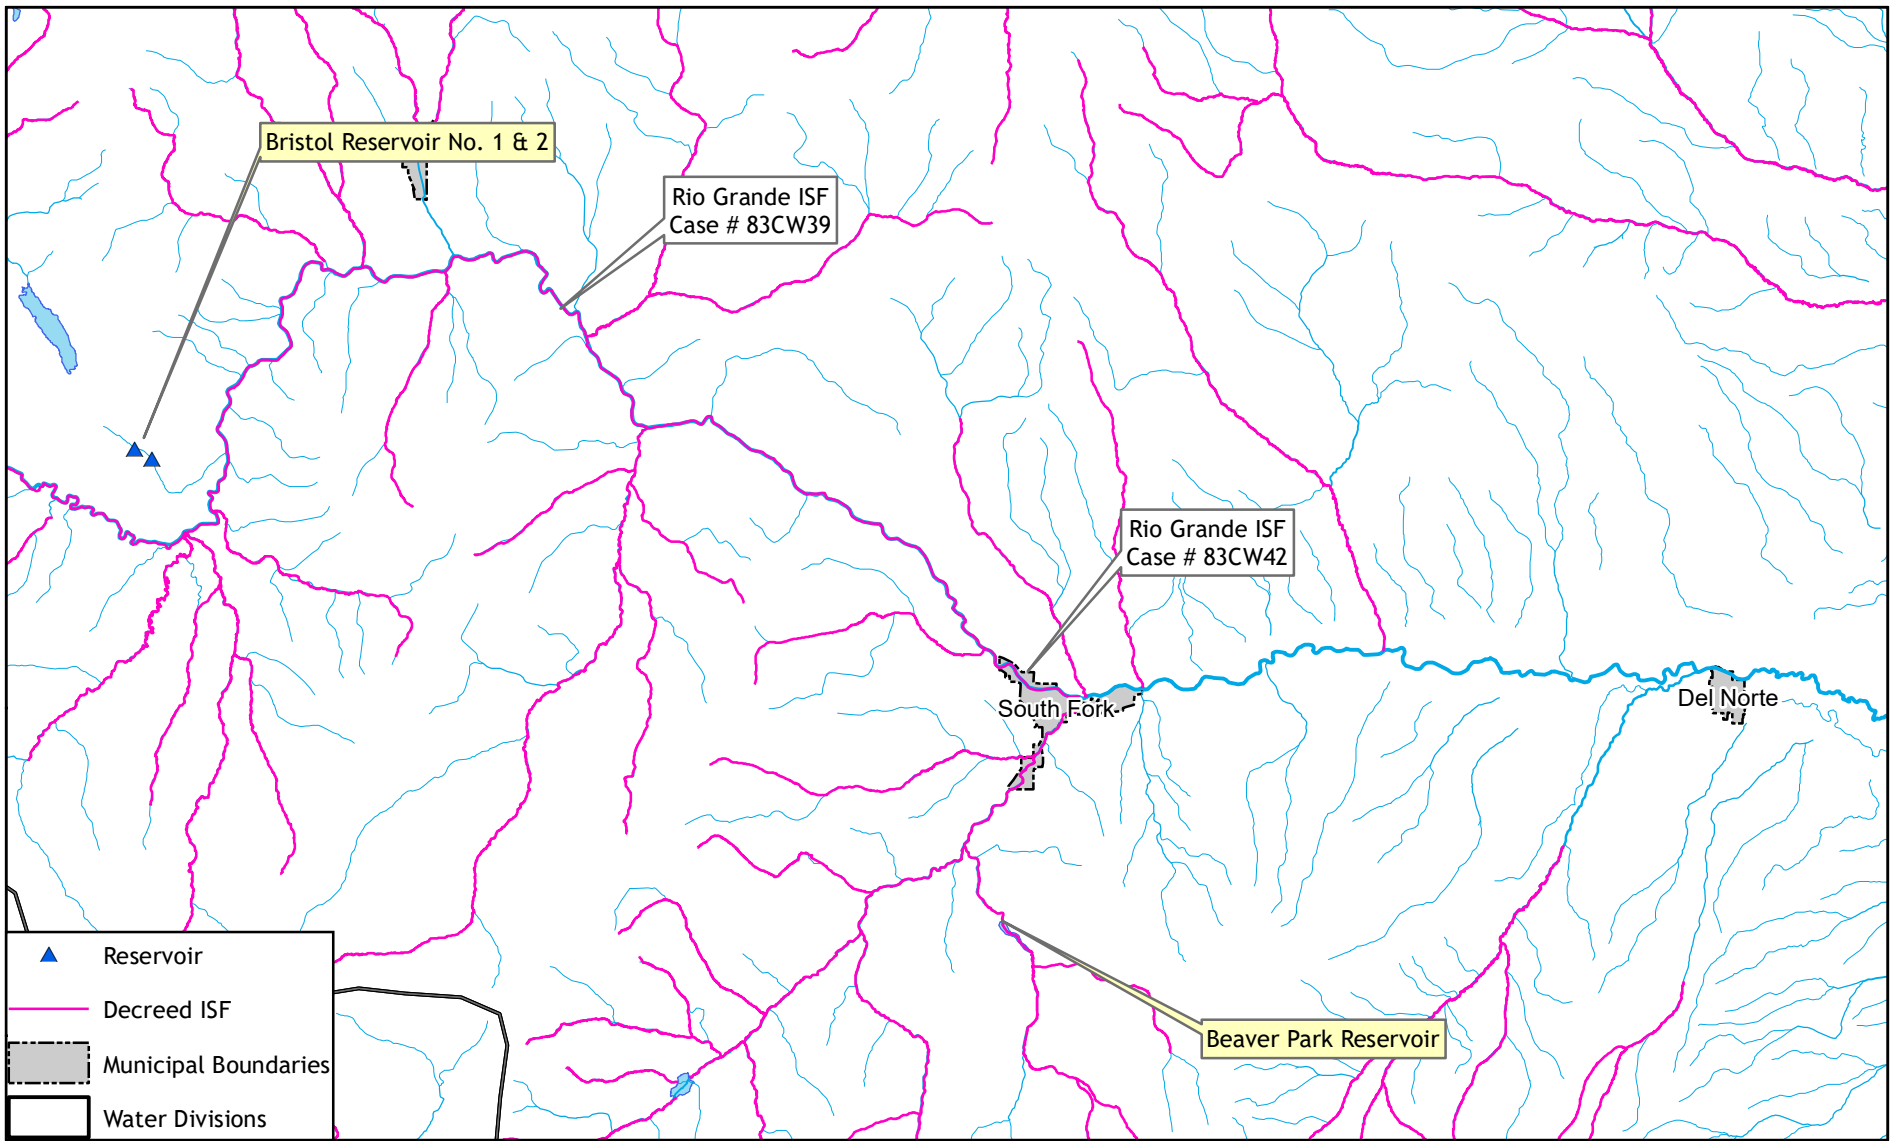 Bristol Reservoir No. 1 & 2
Rio Grande ISF
Case # 83CW39
Rio Grande ISF
Case # 83CW42
South Fork
Del Norte
Beaver Park Reservoir
Reservoir
Decreed ISF
Municipal Boundaries
Water Divisions